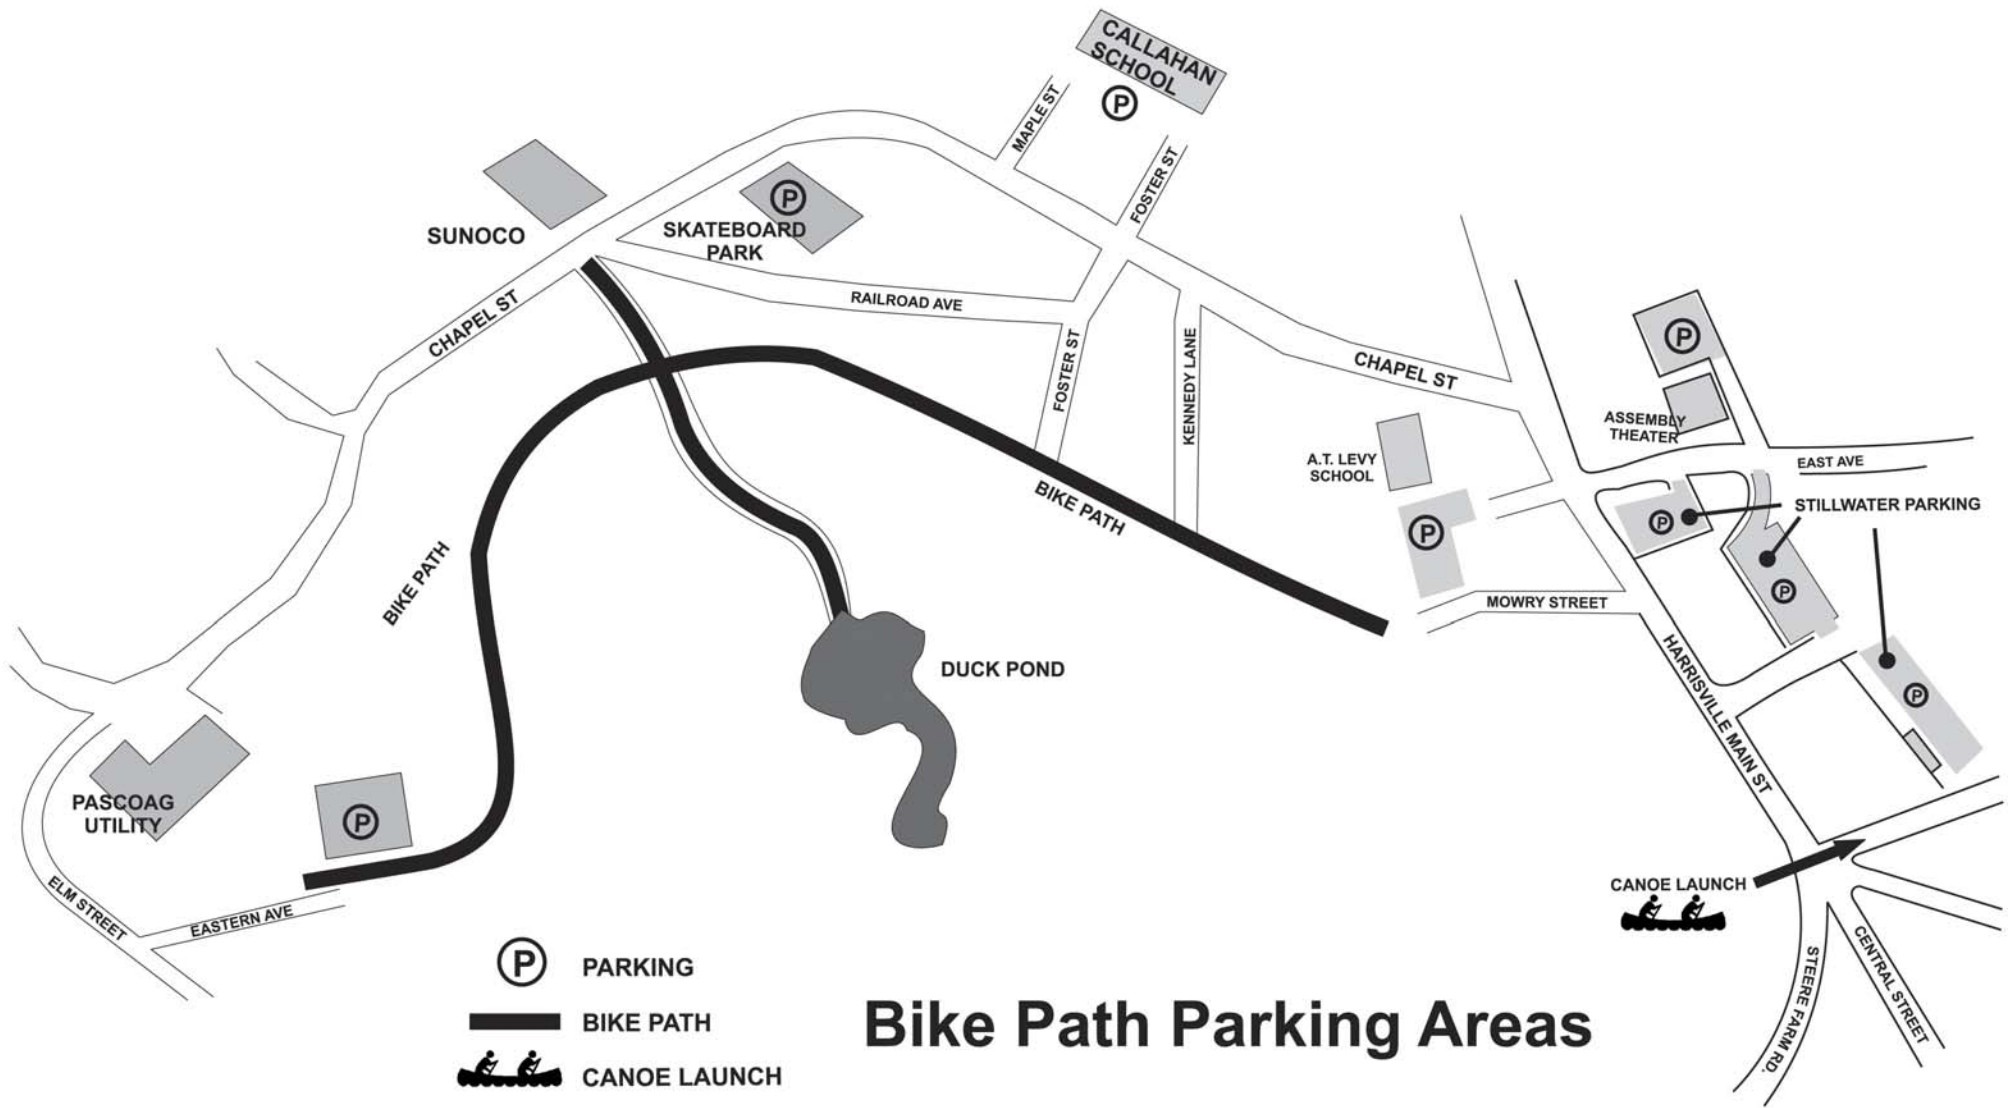 CALLAHAN
SCHOOL
P
MAPLE ST
FOSTER ST
SUNOCO
P
SKATEBOARD
PARK
CHAPEL ST
RAILROAD AVE
FOSTER ST
KENNEDY LANE
CHAPEL ST
P
ASSEMBLY
THEATER
A.T. LEVY
SCHOOL
EAST AVE
STILLWATER PARKING
P
P
P
P
BIKE PATH
BIKE PATH
MOWRY STREET
DUCK POND
HARRISVILLE MAIN ST
PASCOAG
UTILITY
P
ELM STREET
EASTERN AVE
CANOE LAUNCH
STEERE FARM RD.
CENTRAL STREET
P PARKING
BIKE PATH
CANOE LAUNCH
Bike Path Parking Areas